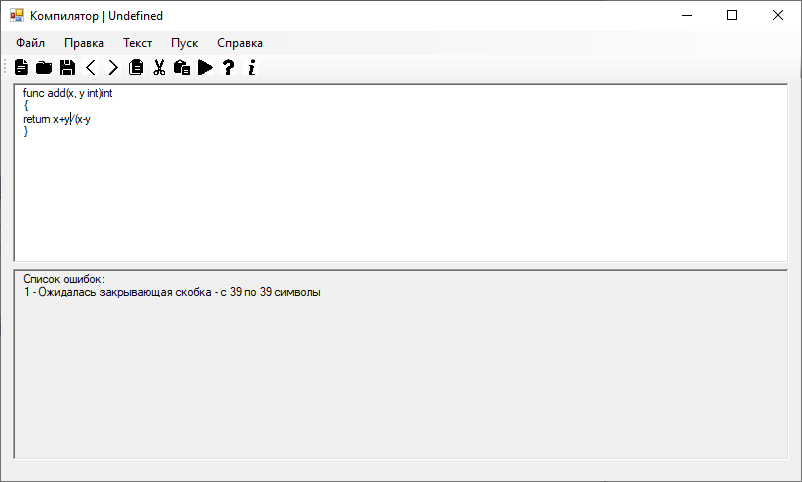 Компилятор | Undefined
Файл Правка Текст Пуск Справка
func add(x, y int)int
{
return x+y/(x-y
}
Список ошибок:
1 - Ожидалась закрывающая скобка - с 39 по 39 символы